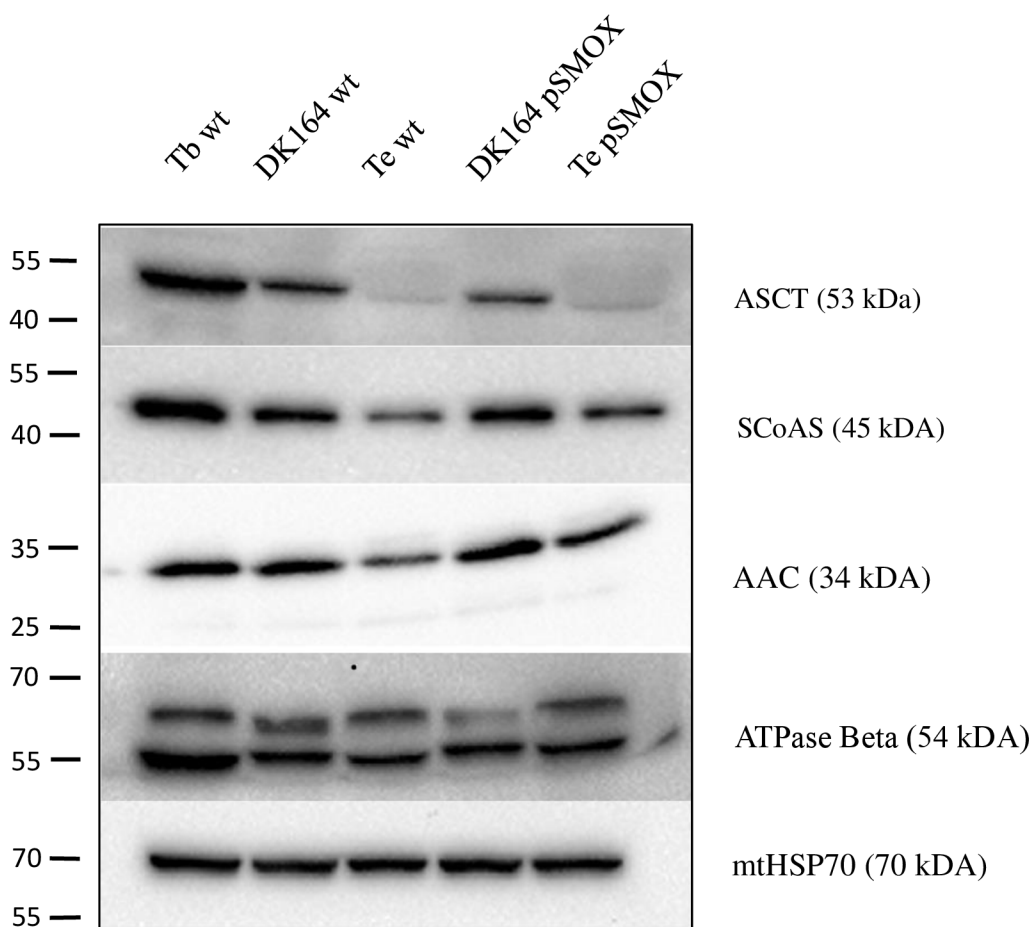 Tb wt
DK164 wt
Te wt
DK164 pSMOX
Te pSMOX
55
40
ASCT (53 kDa)
55
40
SCoAS (45 kDA)
35
25
AAC (34 kDA)
70
55
ATPase Beta (54 kDA)
70
55
mtHSP70 (70 kDA)